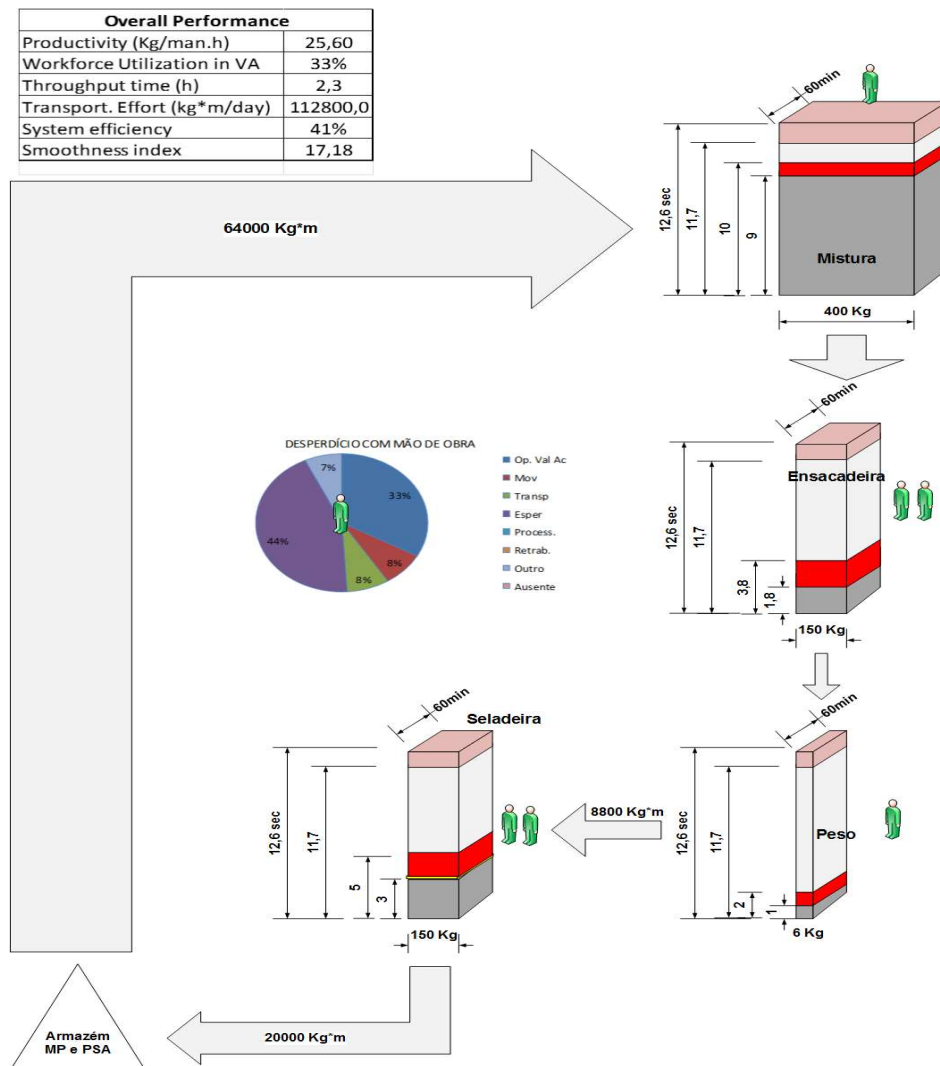 Overall Performance
Productivity (Kg/man.h) 25,60
Workforce Utilization in VA 33%
Throughput time (h) 2,3
Transport. Effort (kg*m/day) 112800,0
System efficiency 41%
Smoothness index 17,18
60min
64000 Kg*m
12,6 sec
11,7
10
9
Mistura
400 Kg
60min
DESPERDÍCIO COM MÃO DE OBRA
7%
33%
44%
8%
8%
Op. Val Ac
Mov
Transp
Esper
Process.
Retrab.
Outro
Ausente
Ensacadeira
12,6 sec
11,7
3,8
1,8
150 Kg
60min
Seladeira
60min
12,6 sec
11,7
5
3
150 Kg
8800 Kg*m
12,6 sec
11,7
2
1
Peso
6 Kg
20000 Kg*m
Armazém
MP e PSA